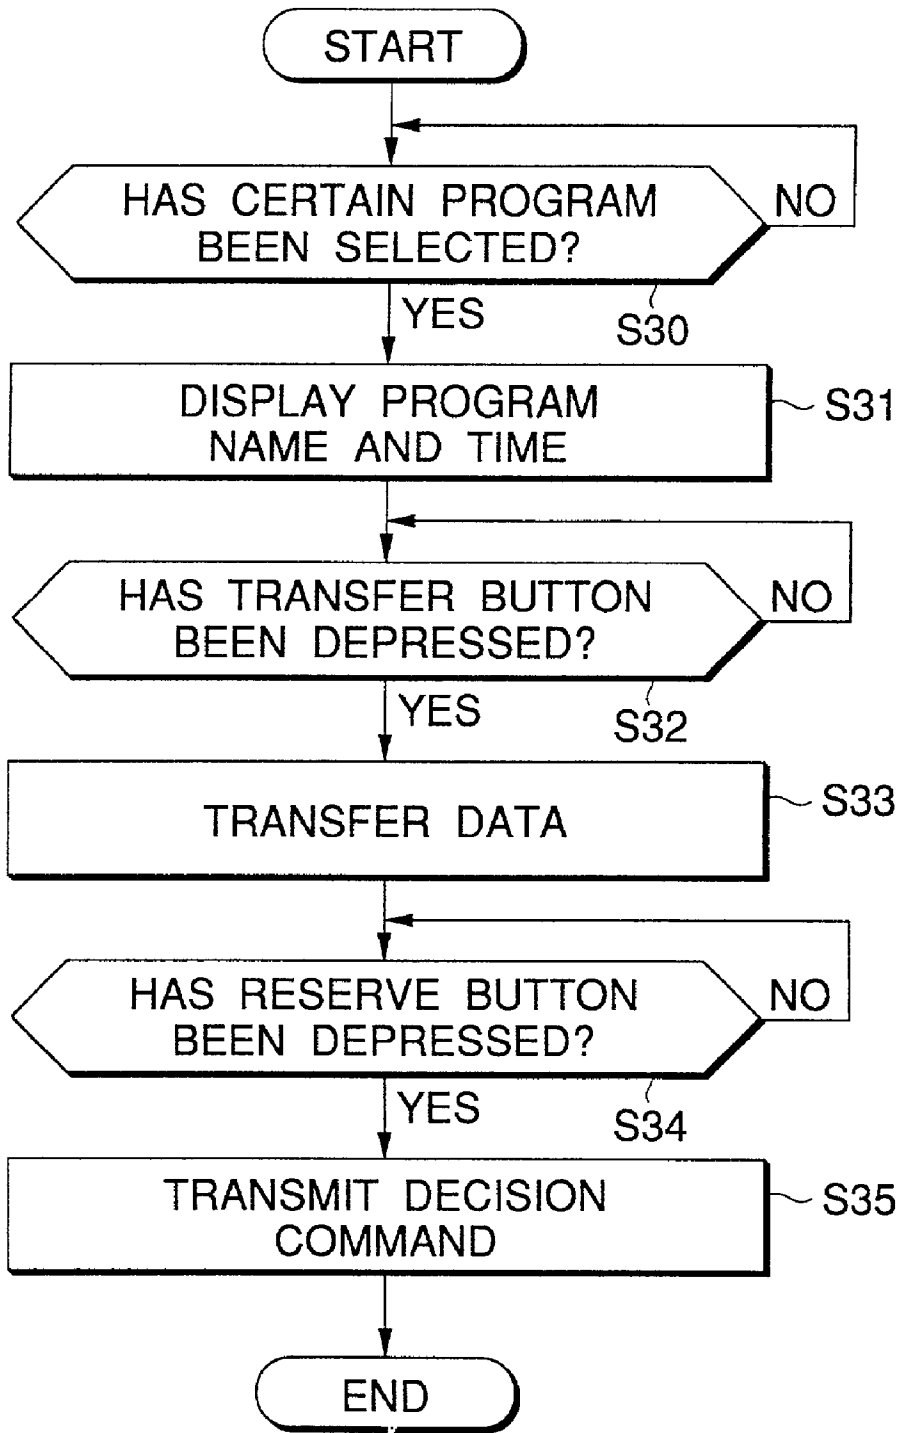 START
HAS CERTAIN PROGRAM
BEEN SELECTED?
NO
YES
S30
DISPLAY PROGRAM
NAME AND TIME
S31
HAS TRANSFER BUTTON
BEEN DEPRESSED?
NO
YES
S32
TRANSFER DATA
S33
HAS RESERVE BUTTON
BEEN DEPRESSED?
NO
YES
S34
TRANSMIT DECISION
COMMAND
S35
END